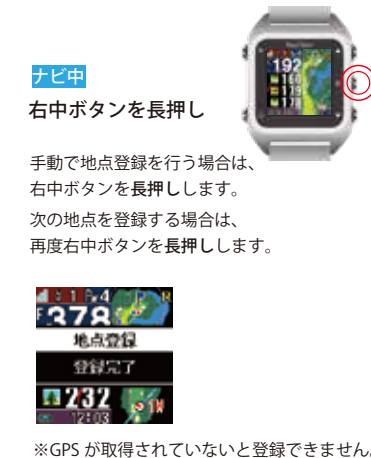 ナビ中
右中ボタンを長押し
192
手動で地点登録を行う場合は、
右中ボタンを長押しします。
次の地点を登録する場合は、
再度右中ボタンを長押しします。
378
地点登録
登録完了
232
12:03
※GPS が取得されていないと登録できません。